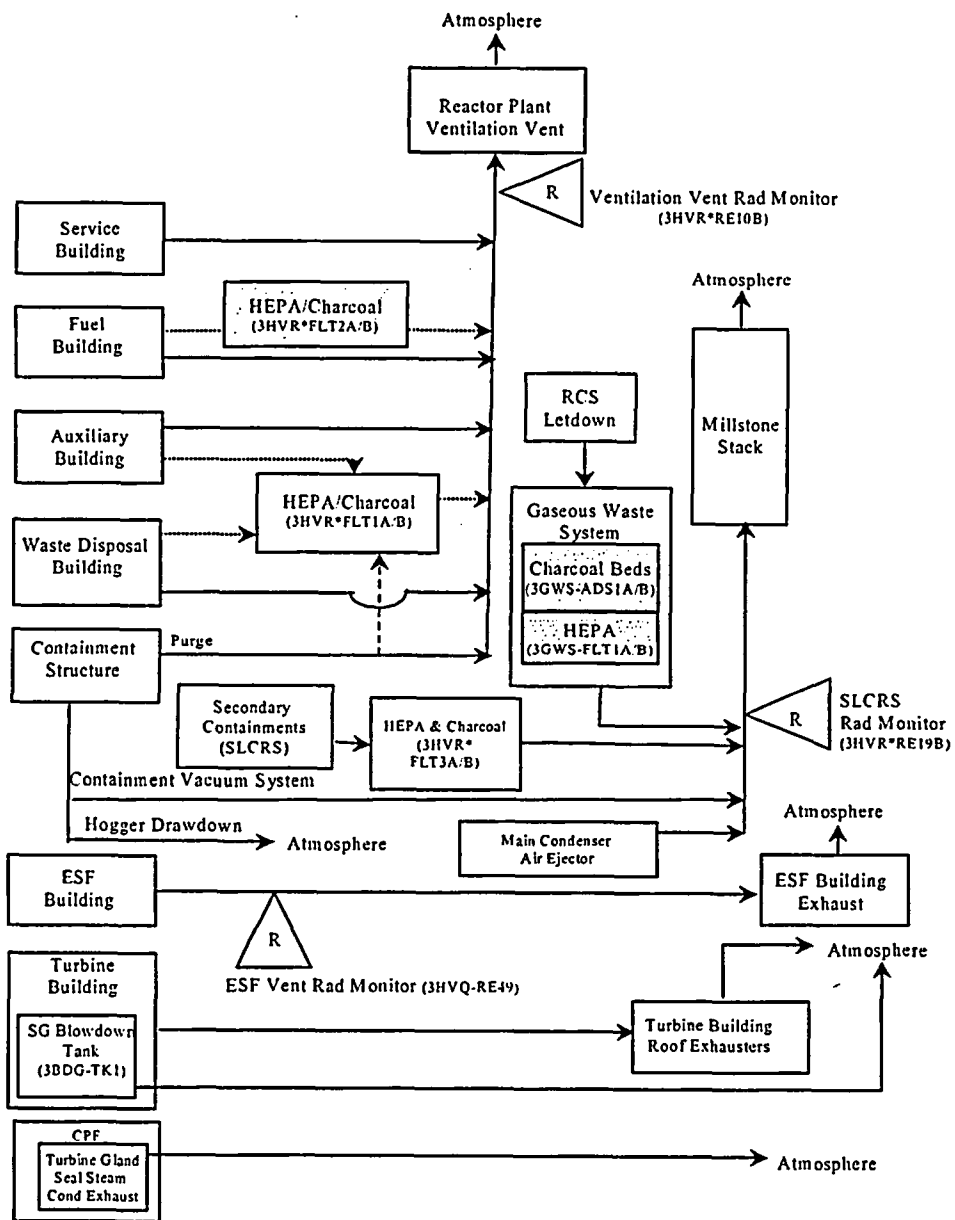 Atmosphere
Reactor Plant
Ventilation Vent
R
Ventilation Vent Rad Monitor
(3HVR*RE10B)
Service
Building
Atmosphere
HEPA/Charcoal
(3HVR*FLT2A/B)
Fuel
Building
RCS
Letdown
Millstone
Stack
Auxiliary
Building
HEPA/Charcoal
(3HVR*FLT1A/B)
Gaseous Waste
System
Charcoal Beds
(3GWS-ADS1A/B)
HEPA
(3GWS-FLT1A/B)
Waste Disposal
Building
Containment
Structure
Purge
Secondary
Containments
(SLCRS)
HEPA & Charcoal
(3HVR*
FLT3A/B)
R
SLCRS
Rad Monitor
(3HVR*RE19B)
Containment Vacuum System
Hogger Drawdown
Atmosphere
Main Condenser
Air Ejector
Atmosphere
ESF
Building
ESF Building
Exhaust
R
ESF Vent Rad Monitor (3HVQ-RE49)
Turbine
Building
SG Blowdown
Tank
(3BDG-TK1)
Atmosphere
Turbine Building
Roof Exhausters
CPF
Turbine Gland
Seal Steam
Cond Exhaust
Atmosphere